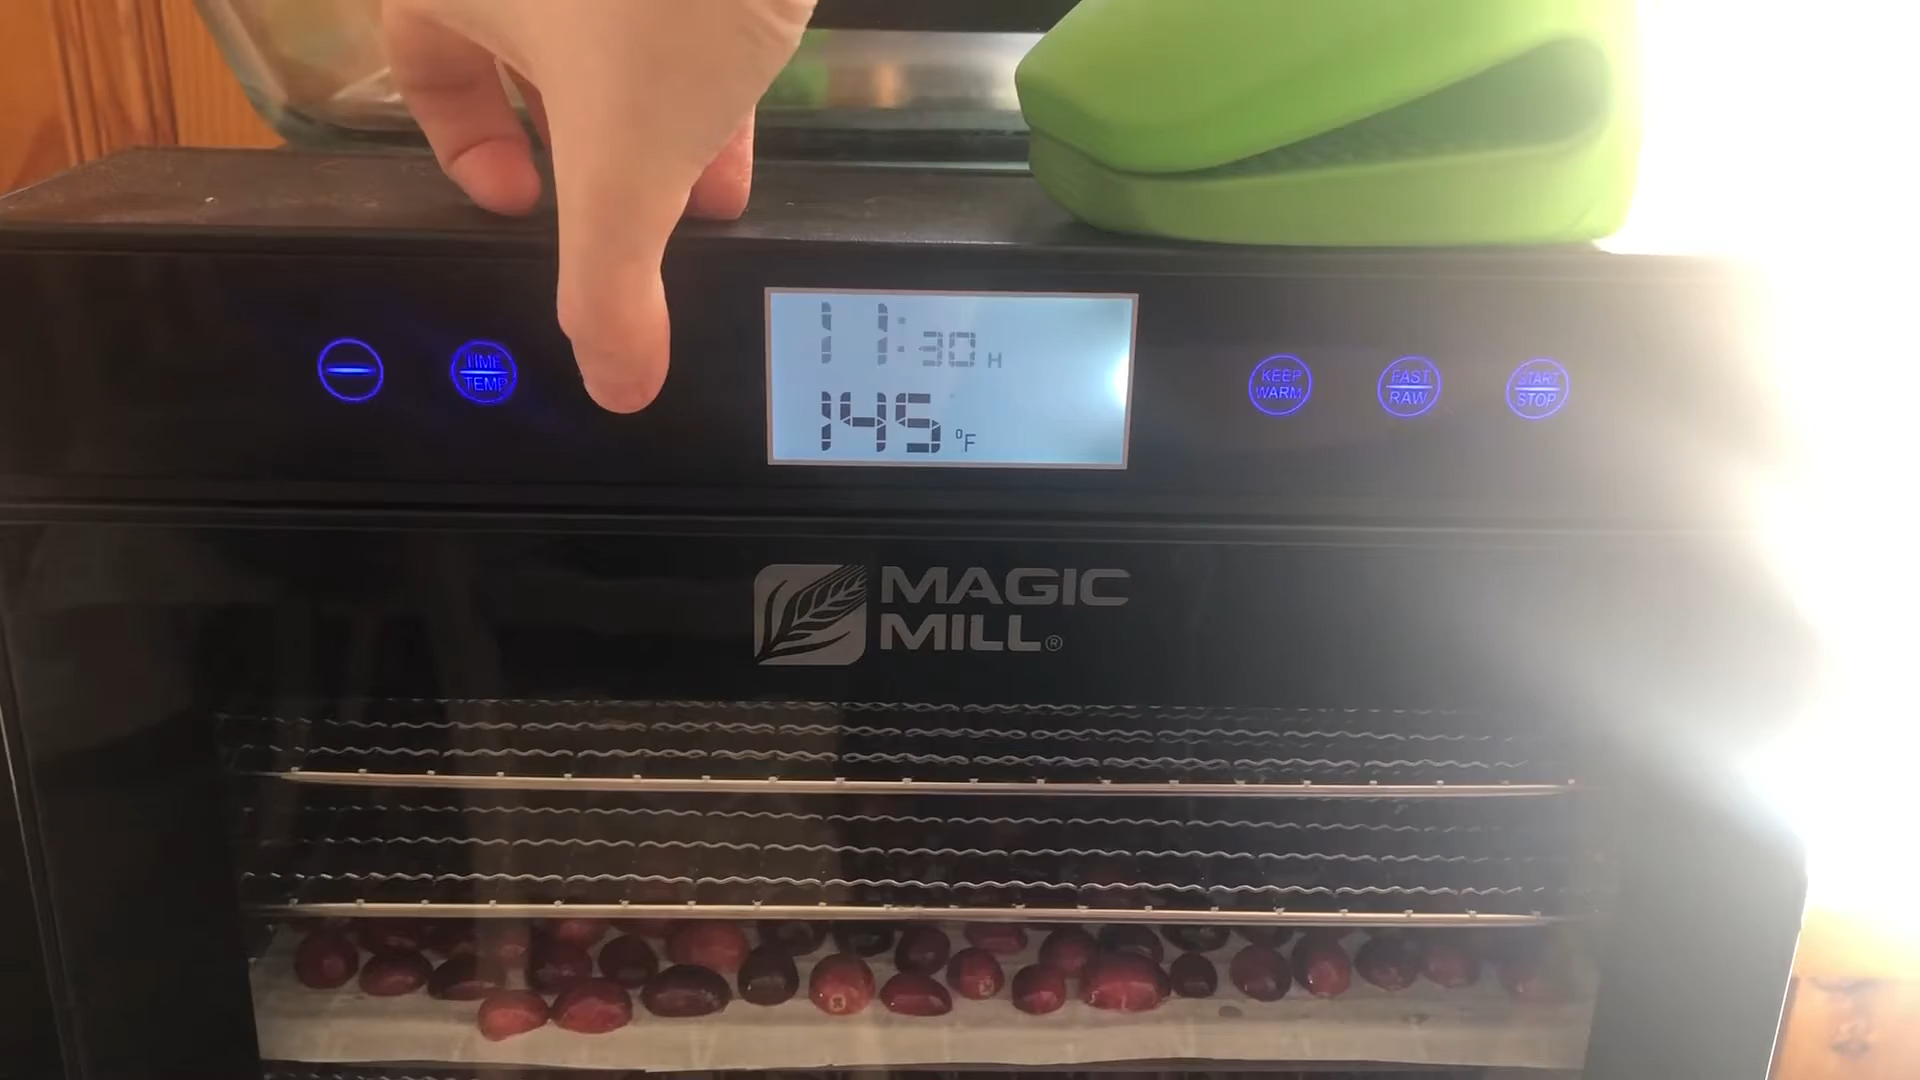 TIME
TEMP
11:30 H
145 °F
KEEP
WARM
FAST
RAW
START
STOP
MAGIC
MILL®